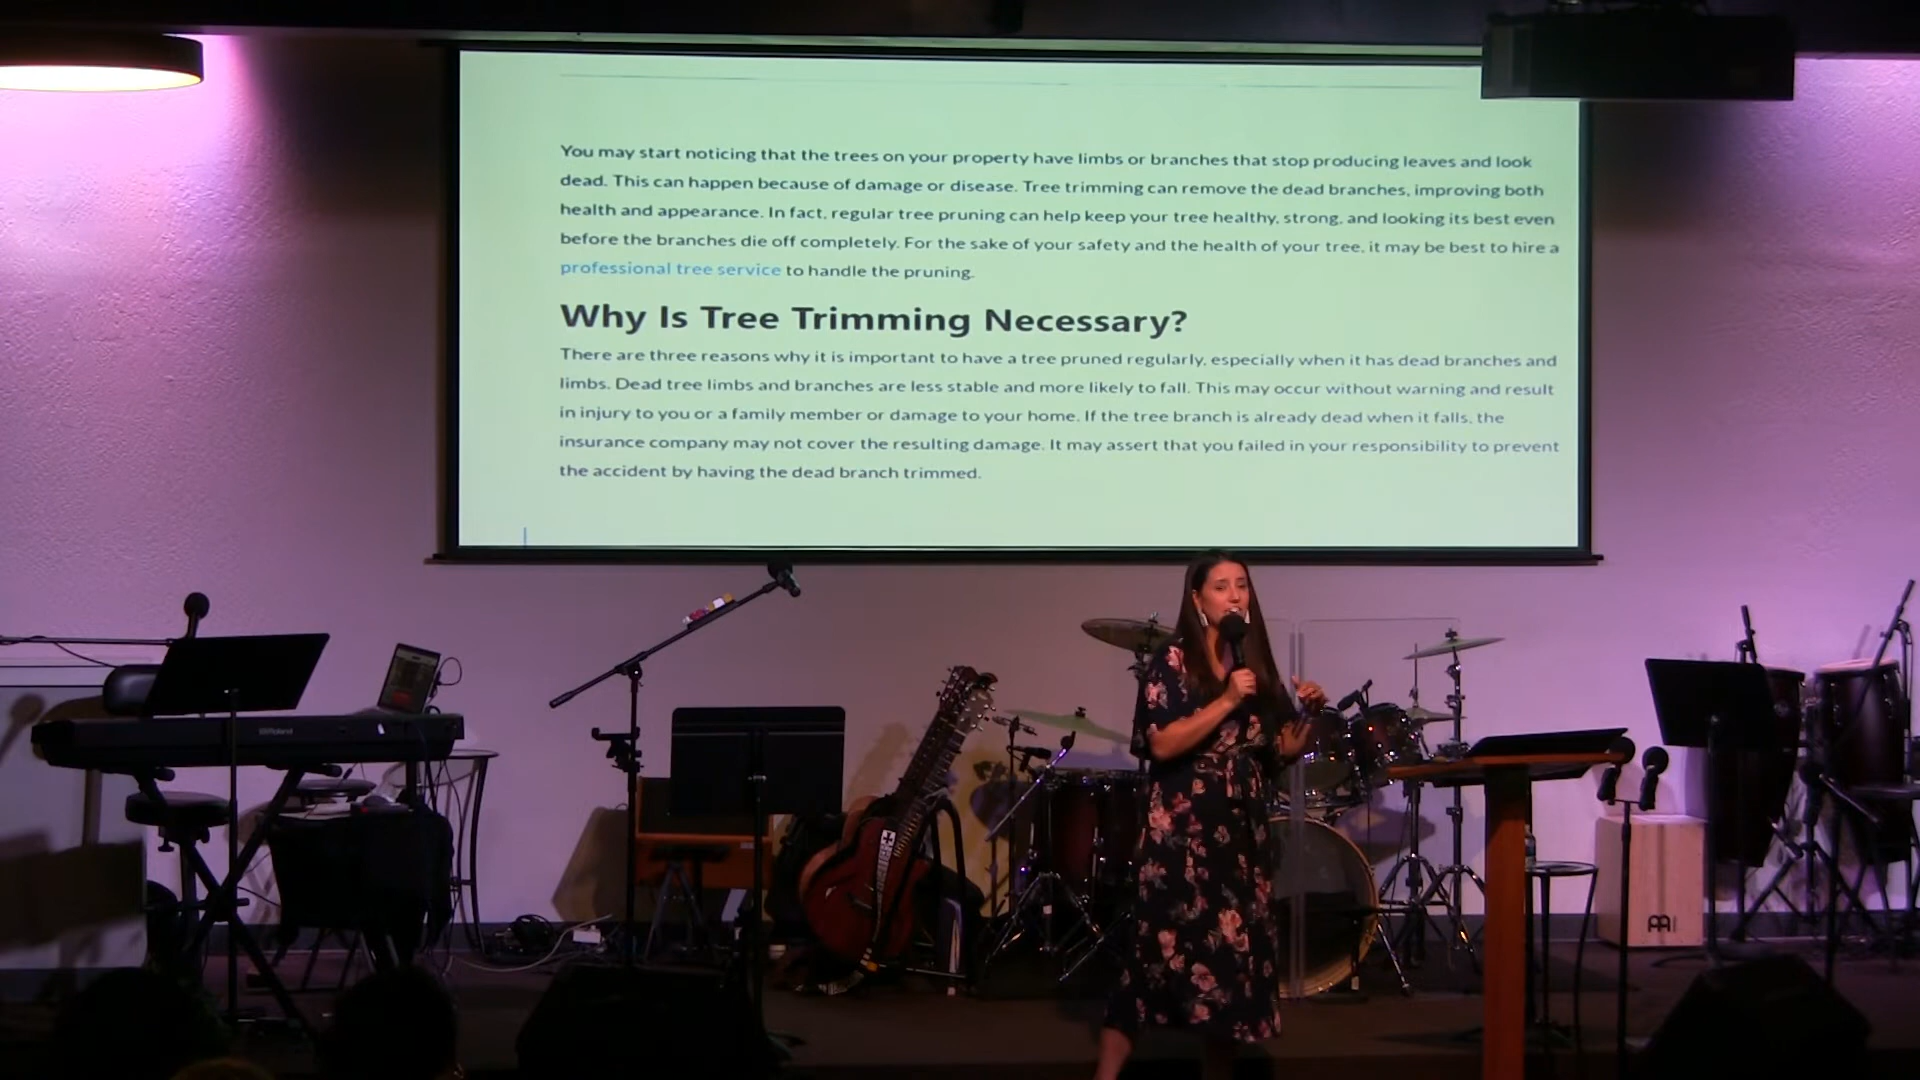 You may start noticing that the trees on your property have limbs or branches that stop producing leaves and look
dead. This can happen because of damage or disease. Tree trimming can remove the dead branches, improving both
health and appearance. In fact, regular tree pruning can help keep your tree healthy, strong, and looking its best even
before the branches die off completely. For the sake of your safety and the health of your tree, it may be best to hire a
professional tree service to handle the pruning.
Why Is Tree Trimming Necessary?
There are three reasons why it is important to have a tree pruned regularly, especially when it has dead branches and
limbs. Dead tree limbs and branches are less stable and more likely to fall. This may occur without warning and result
in injury to you or a family member or damage to your home. If the tree branch is already dead when it falls, the
insurance company may not cover the resulting damage. It may assert that you failed in your responsibility to prevent
the accident by having the dead branch trimmed.
Roland